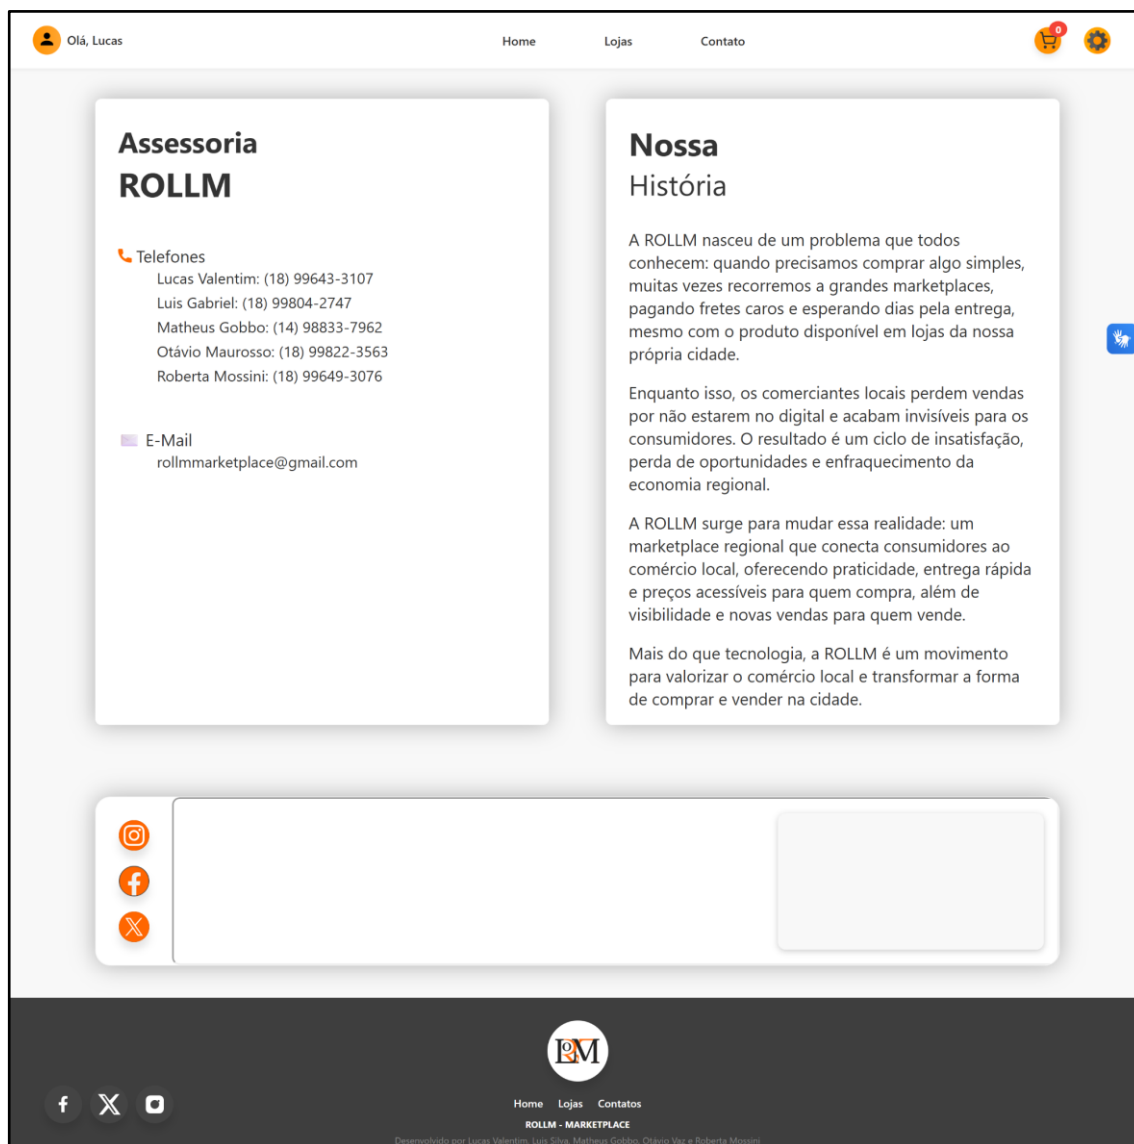 Olá, Lucas
Home
Lojas
Contato
0
Assessoria
ROLLM
Telefones
Lucas Valentim: (18) 99643-3107
Luis Gabriel: (18) 99804-2747
Matheus Gobbo: (14) 98833-7962
Otávio Maurosso: (18) 99822-3563
Roberta Mossini: (18) 99649-3076
E-Mail
rollmmarketplace@gmail.com
Nossa
História
A ROLLM nasceu de um problema que todos
conhecem: quando precisamos comprar algo simples,
muitas vezes recorremos a grandes marketplaces,
pagando fretes caros e esperando dias pela entrega,
mesmo com o produto disponível em lojas da nossa
própria cidade.
Enquanto isso, os comerciantes locais perdem vendas
por não estarem no digital e acabam invisíveis para os
consumidores. O resultado é um ciclo de insatisfação,
perda de oportunidades e enfraquecimento da
economia regional.
A ROLLM surge para mudar essa realidade: um
marketplace regional que conecta consumidores ao
comércio local, oferecendo praticidade, entrega rápida
e preços acessíveis para quem compra, além de
visibilidade e novas vendas para quem vende.
Mais do que tecnologia, a ROLLM é um movimento
para valorizar o comércio local e transformar a forma
de comprar e vender na cidade.
Home Lojas Contatos
ROLLM - MARKETPLACE
Desenvolvido por Lucas Valentim, Luis Silva, Matheus Gobbo, Otávio Vaz e Roberta Mossini